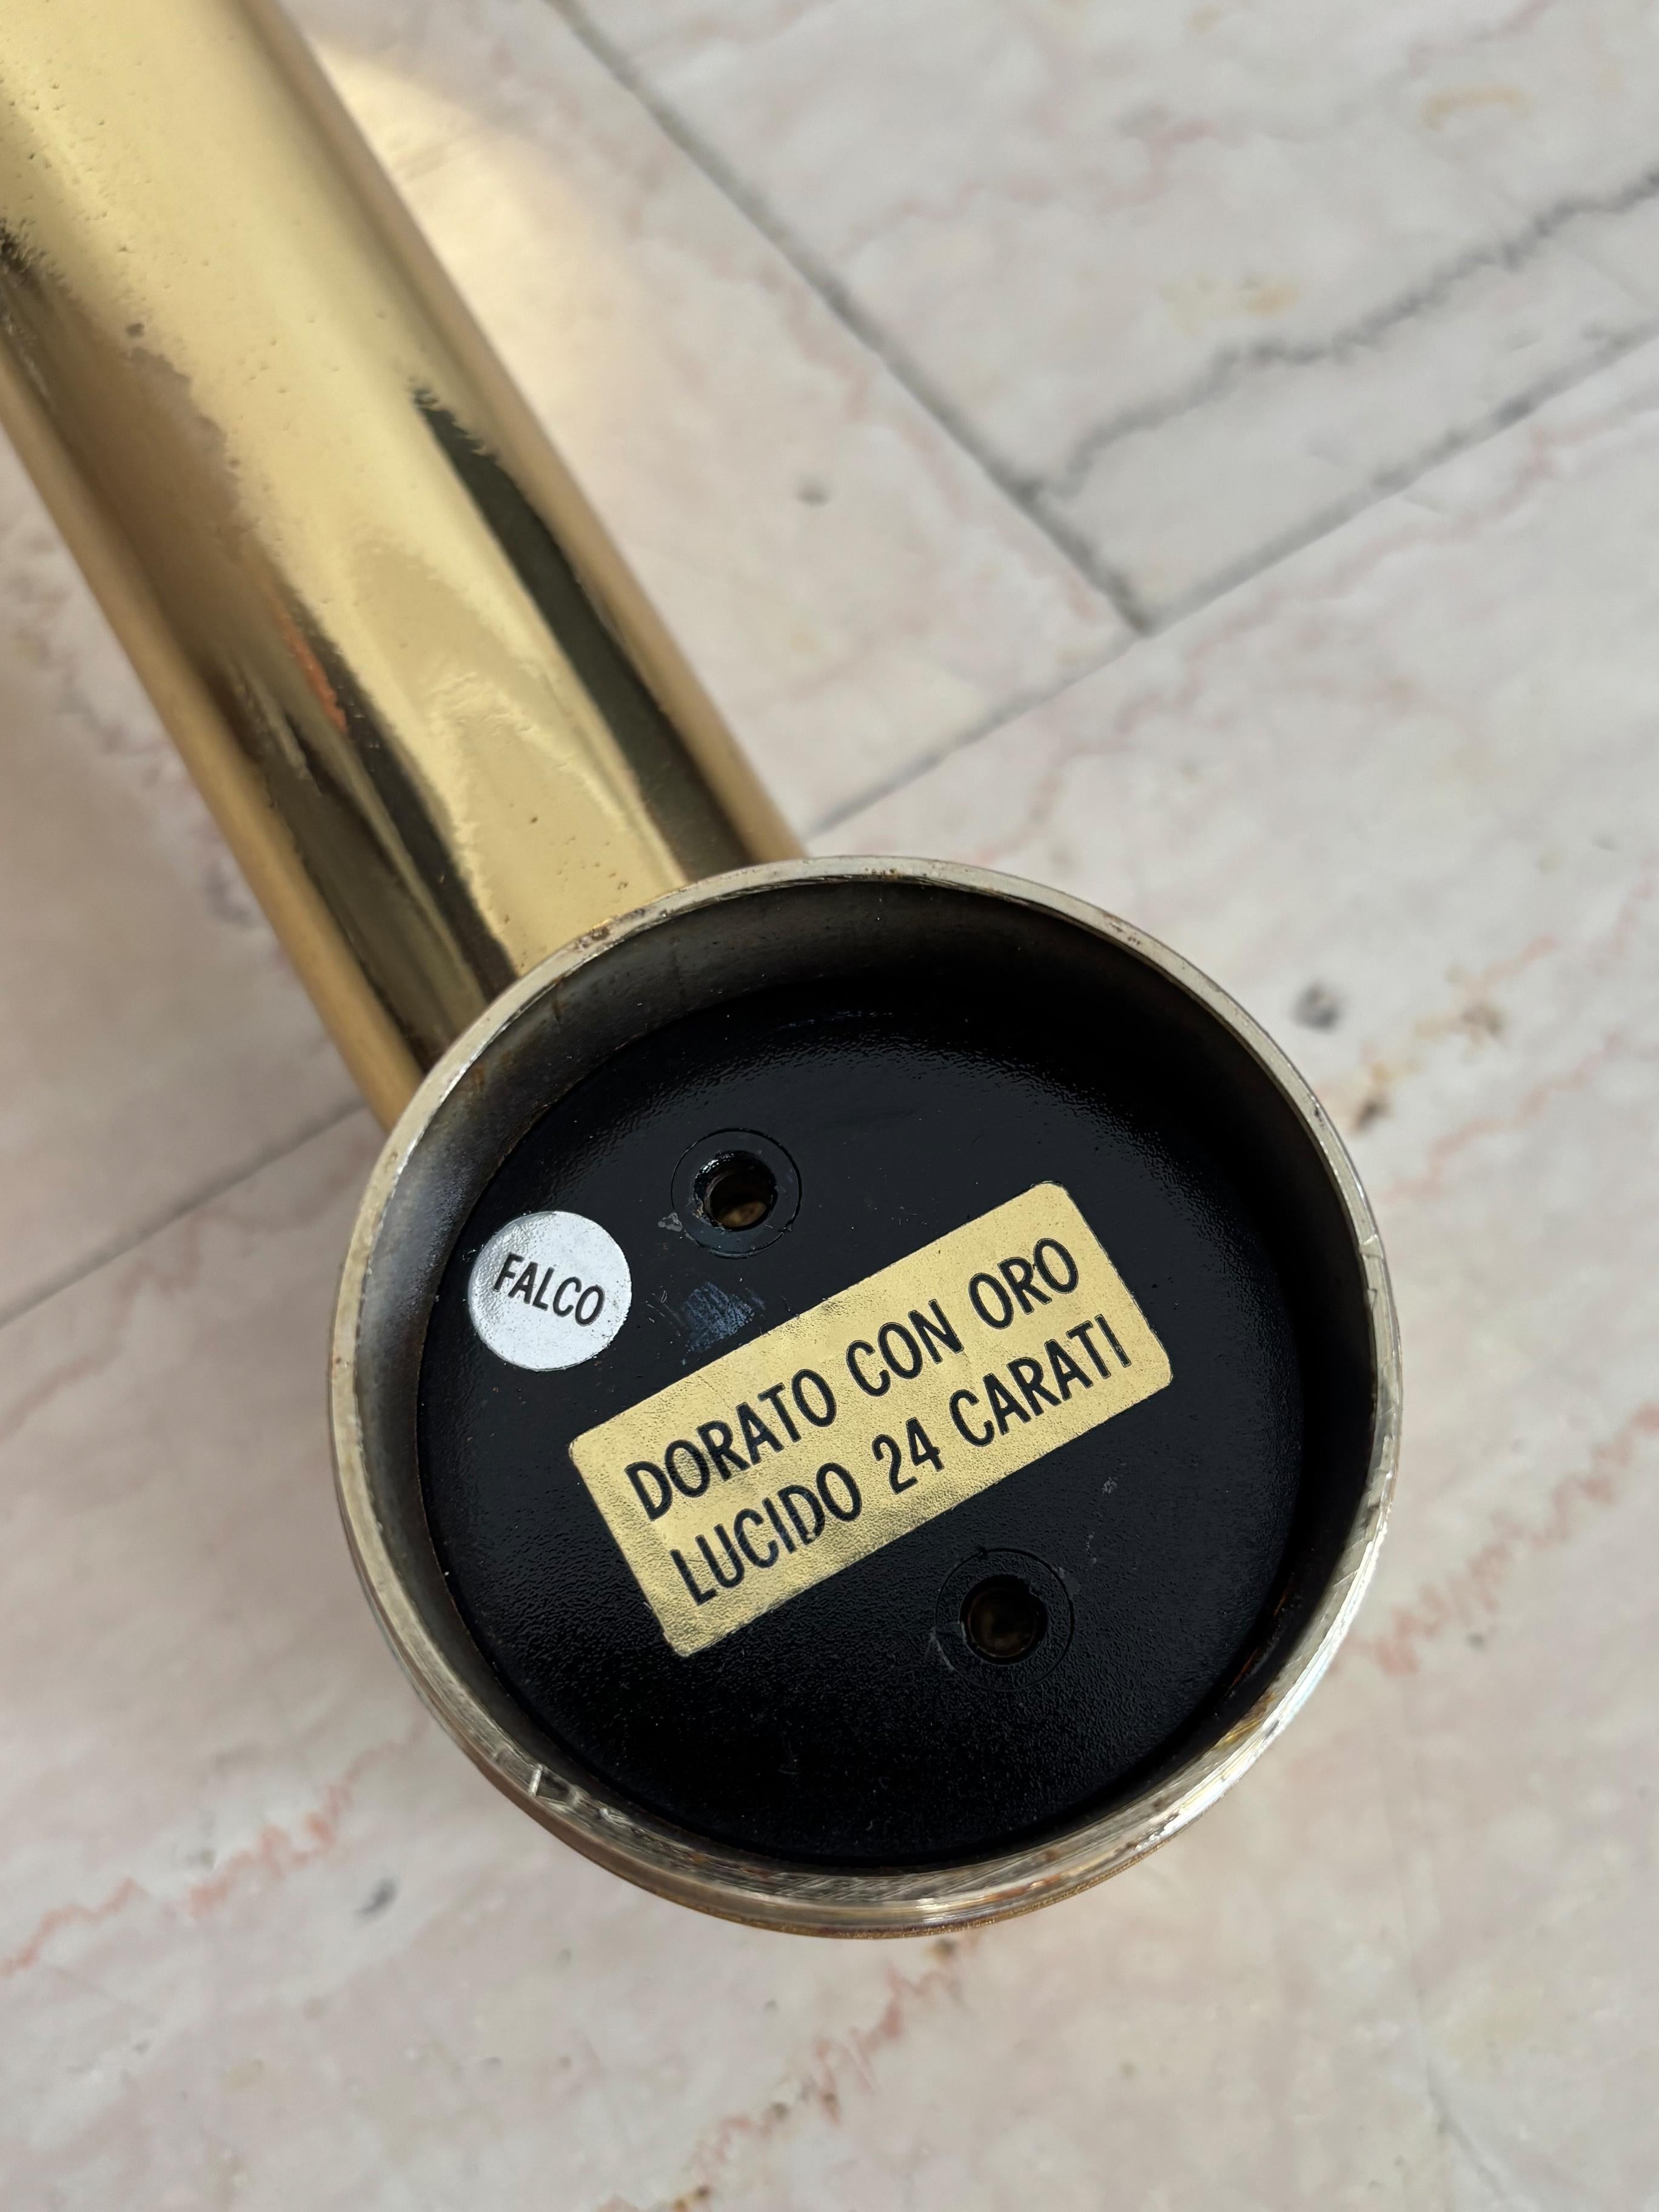 FALCO
DORATO CON ORO
LUCIDO 24 CARATI